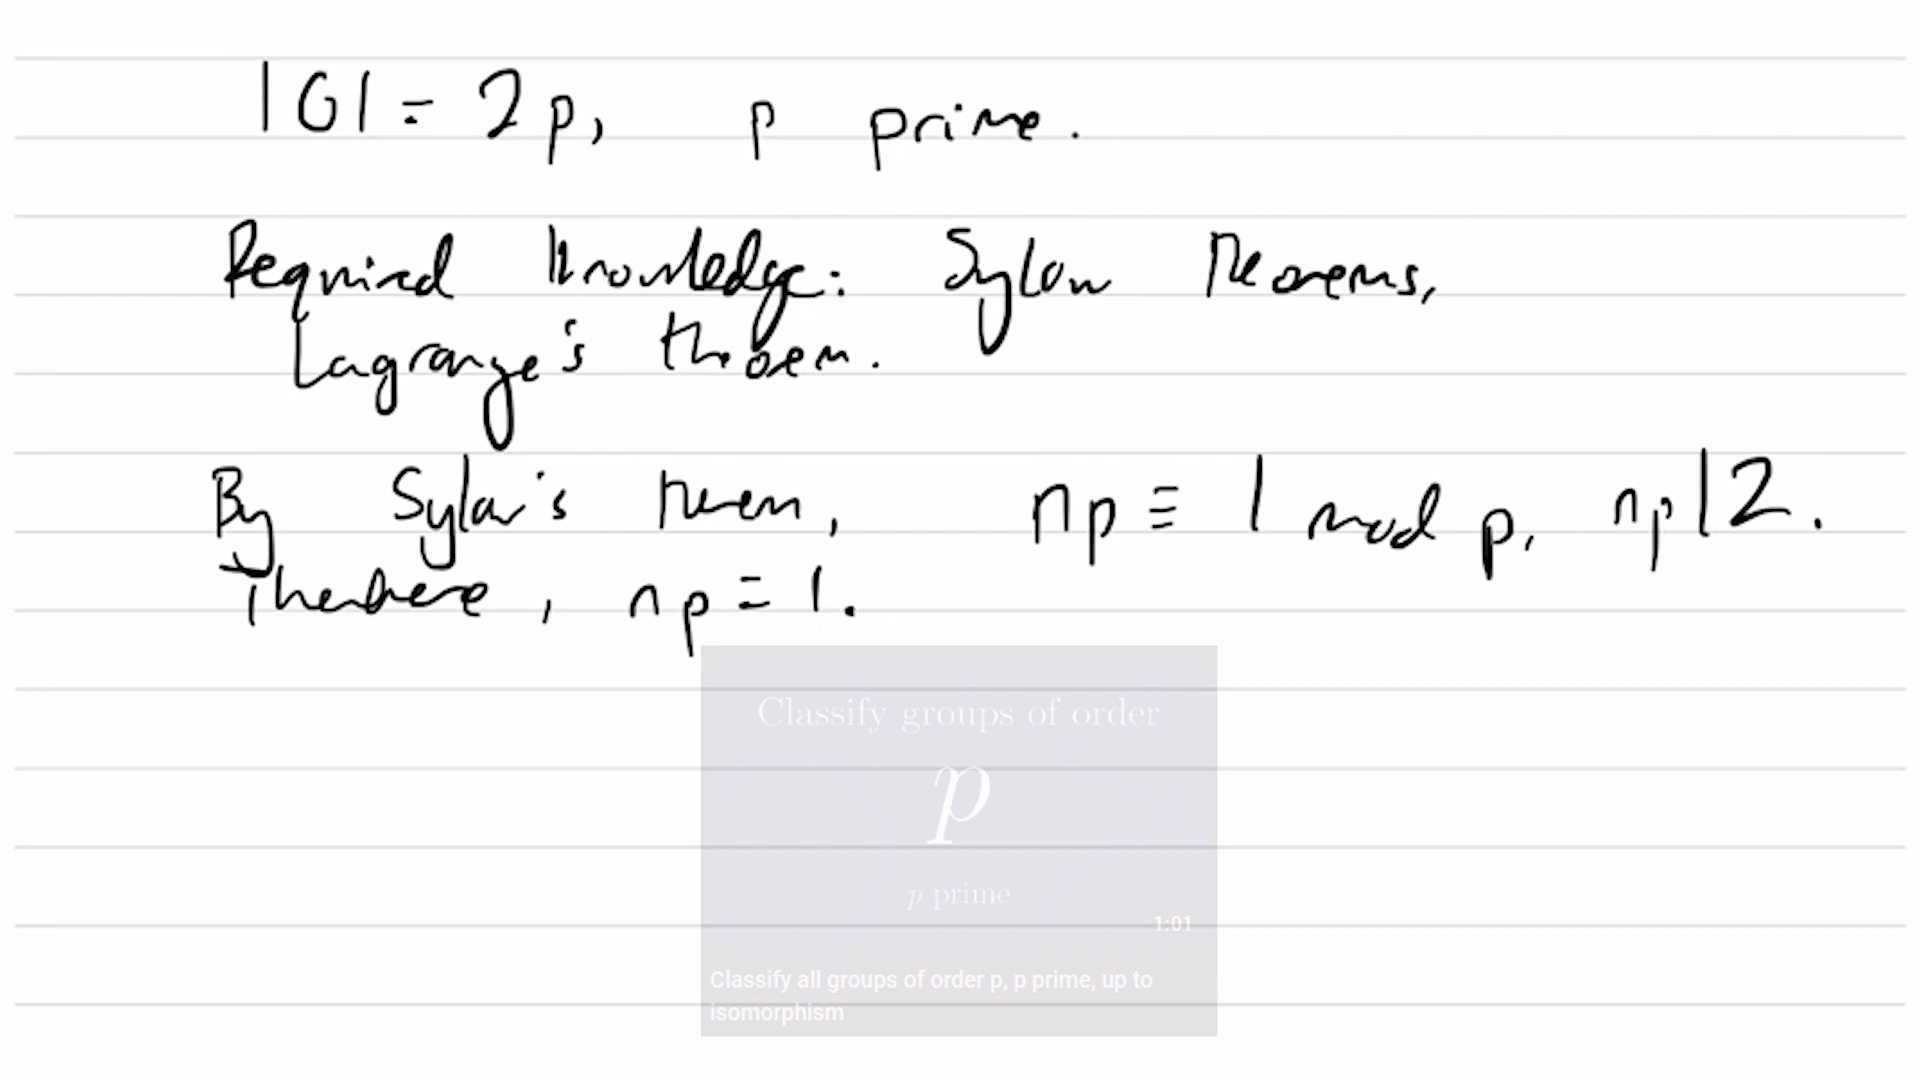 |G| = 2p, p prime.
Required knowledge: Sylow Theorems,
Lagrange's theorem.
By Sylow's theorem, np ≡ 1 mod p, np|2.
Therefore, np = 1.
Classify groups of order
p
p prime
1:01
Classify all groups of order p, p prime, up to
isomorphism